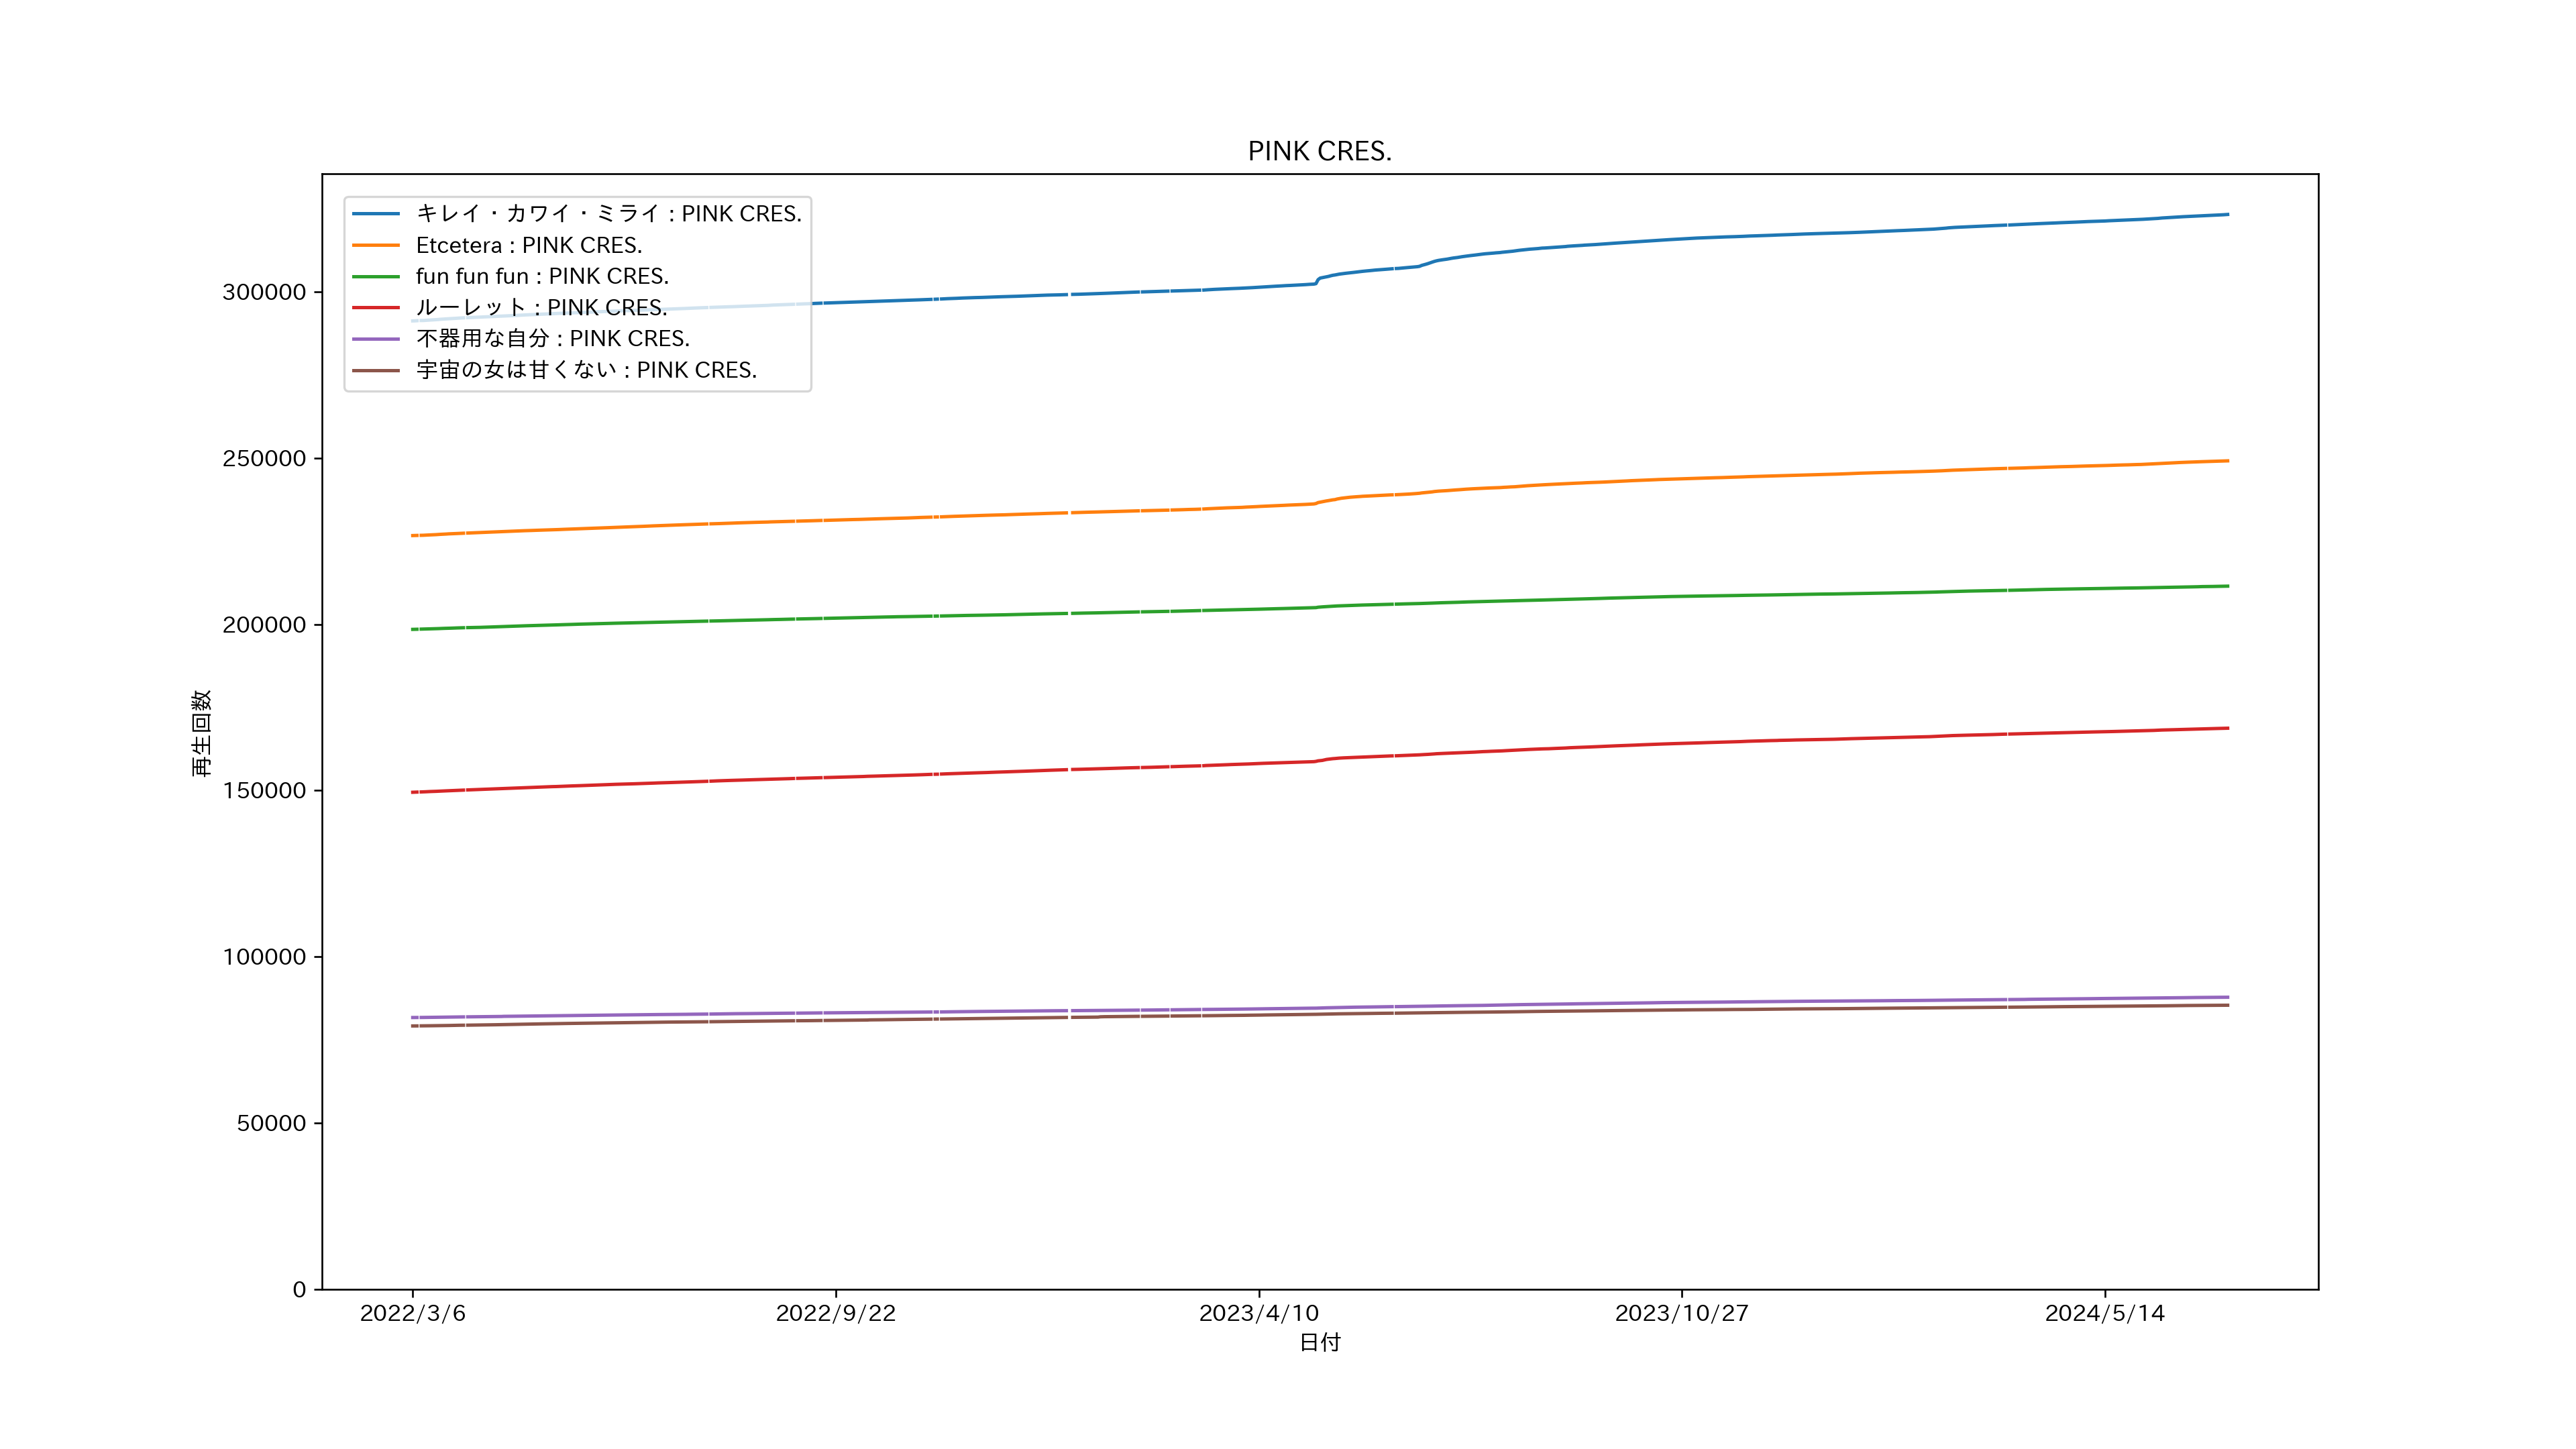 PINK CRES.
キレイ・カワイ・ミライ : PINK CRES.
Etcetera : PINK CRES.
fun fun fun : PINK CRES.
ルーレット : PINK CRES.
不器用な自分 : PINK CRES.
宇宙の女は甘くない : PINK CRES.
300000
250000
200000
150000
100000
50000
0
再生回数
2022/3/6
2022/9/22
2023/4/10
2023/10/27
2024/5/14
日付